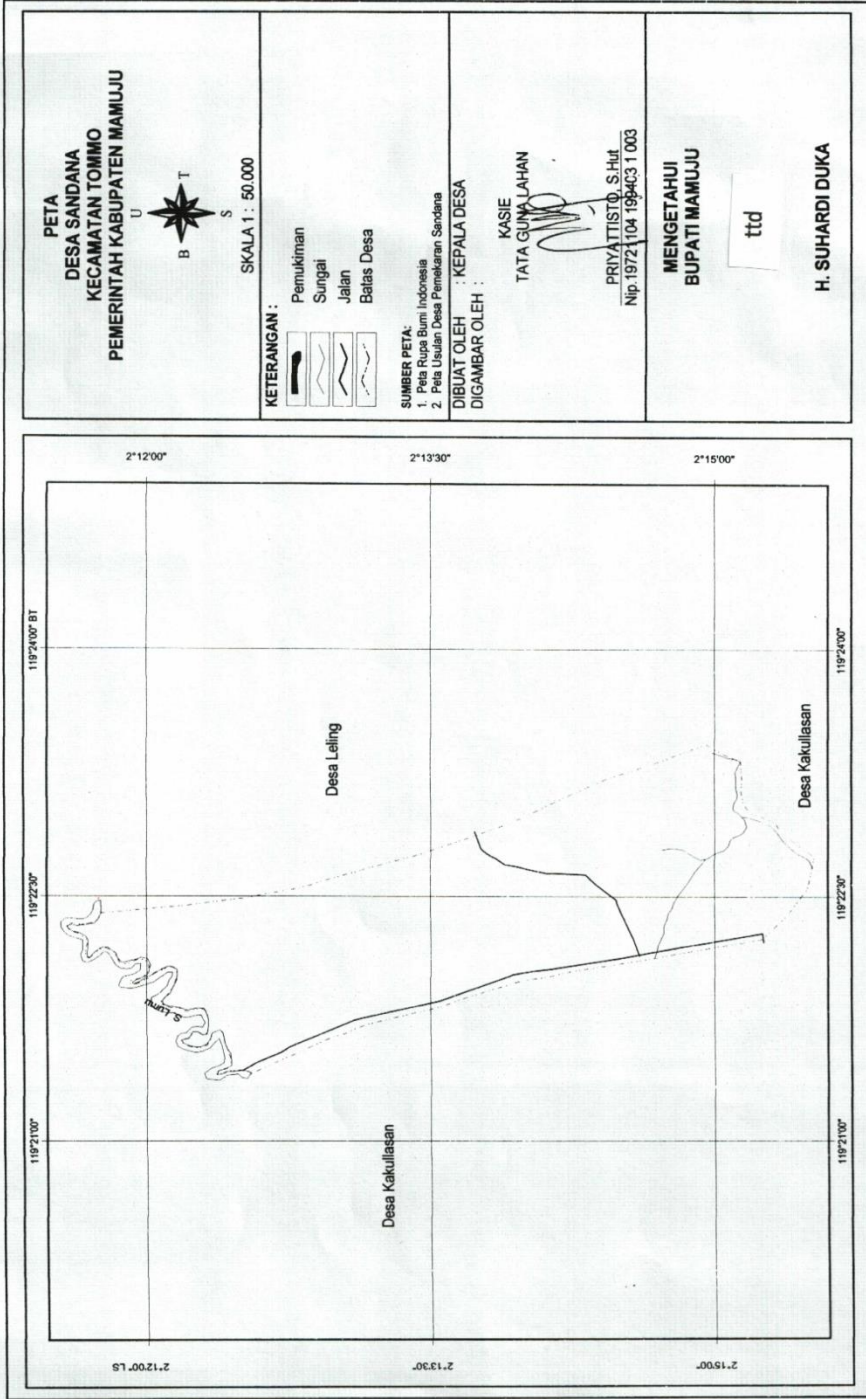 PETA
DESA SANDANA
KECAMATAN TOMMO
PEMERINTAH KABUPATEN MAMUJU
U
B
T
S
SKALA 1 : 50.000
KETERANGAN :
Pemukiman
Sungai
Jalan
Batas Desa
SUMBER PETA:
1. Peta Rupa Bumi Indonesia
2. Peta Usulan Desa Pemekaran Sandana
DIBUAT OLEH : KEPALA DESA
DIGAMBAR OLEH :
KASIE
TATA GUNA LAHAN
PRIYATTISTO, S.Hut
Nip.19721104 199403 1 003
MENGETAHUI
BUPATI MAMUJU
ttd
H. SUHARDI DUKA
119°21'00"
119°22'30"
119°24'00" BT
2°12'00" LS
2°13'30"
2°15'00"
2°12'00"
2°13'30"
2°15'00"
S. Lumu
Desa Leling
Desa Kakullasan
Desa Kakullasan
119°21'00"
119°22'30"
119°24'00"